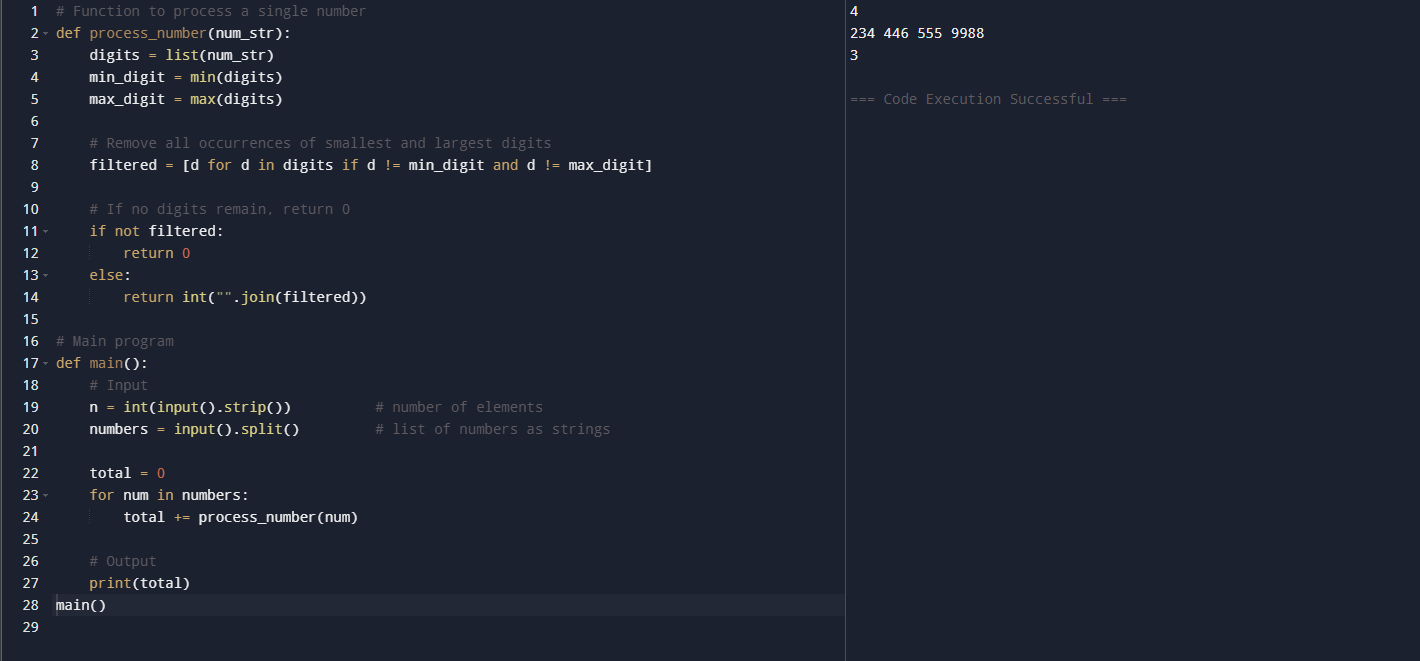 1 # Function to process a single number
2 def process_number(num_str):
3     digits = list(num_str)
4     min_digit = min(digits)
5     max_digit = max(digits)
6
7     # Remove all occurrences of smallest and largest digits
8     filtered = [d for d in digits if d != min_digit and d != max_digit]
9
10     # If no digits remain, return 0
11     if not filtered:
12         return 0
13     else:
14         return int("".join(filtered))
15
16 # Main program
17 def main():
18     # Input
19     n = int(input().strip())          # number of elements
20     numbers = input().split()         # list of numbers as strings
21
22     total = 0
23     for num in numbers:
24         total += process_number(num)
25
26     # Output
27     print(total)
28 main()
29
4
234 446 555 9988
3
=== Code Execution Successful ===